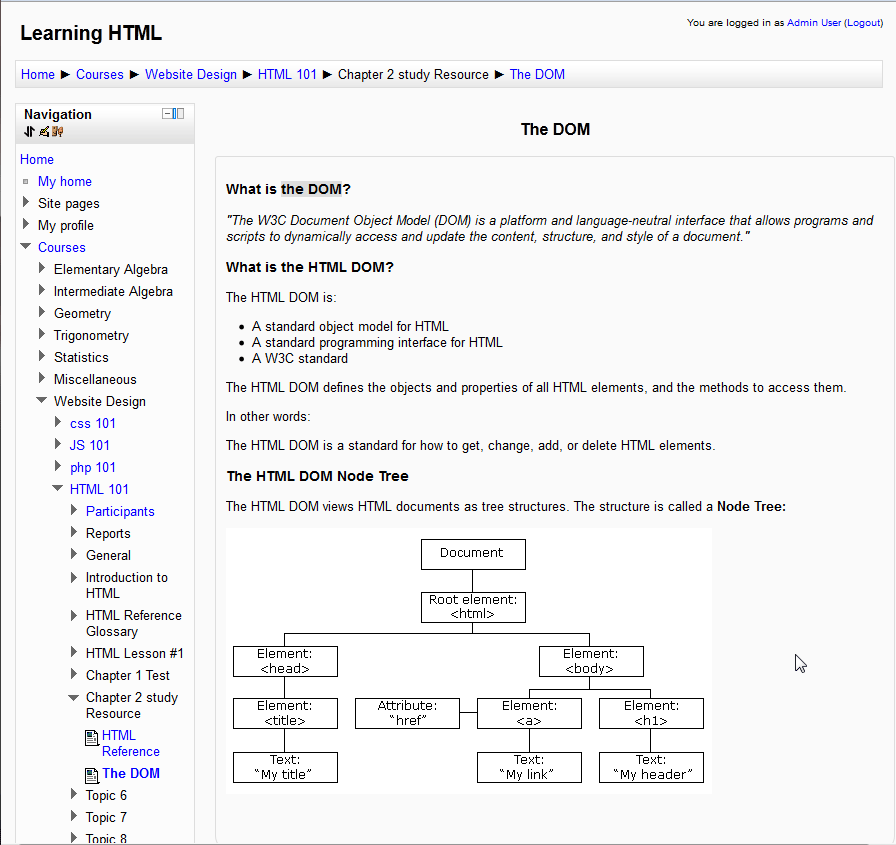 Learning HTML
You are logged in as Admin User (Logout)
Home ► Courses ► Website Design ► HTML 101 ► Chapter 2 study Resource ► The DOM
Navigation
Home
My home
Site pages
My profile
Courses
Elementary Algebra
Intermediate Algebra
Geometry
Trigonometry
Statistics
Miscellaneous
Website Design
css 101
JS 101
php 101
HTML 101
Participants
Reports
General
Introduction to
HTML
HTML Reference
Glossary
HTML Lesson #1
Chapter 1 Test
Chapter 2 study
Resource
HTML
Reference
The DOM
Topic 6
Topic 7
Topic 8
The DOM
What is the DOM?
"The W3C Document Object Model (DOM) is a platform and language-neutral interface that allows programs and
scripts to dynamically access and update the content, structure, and style of a document."
What is the HTML DOM?
The HTML DOM is:
• A standard object model for HTML
• A standard programming interface for HTML
• A W3C standard
The HTML DOM defines the objects and properties of all HTML elements, and the methods to access them.
In other words:
The HTML DOM is a standard for how to get, change, add, or delete HTML elements.
The HTML DOM Node Tree
The HTML DOM views HTML documents as tree structures. The structure is called a Node Tree:
Document
Root element:
<html>
Element:
<head>
Element:
<body>
Element:
<title>
Attribute:
"href"
Element:
<a>
Element:
<h1>
Text:
"My title"
Text:
"My link"
Text:
"My header"